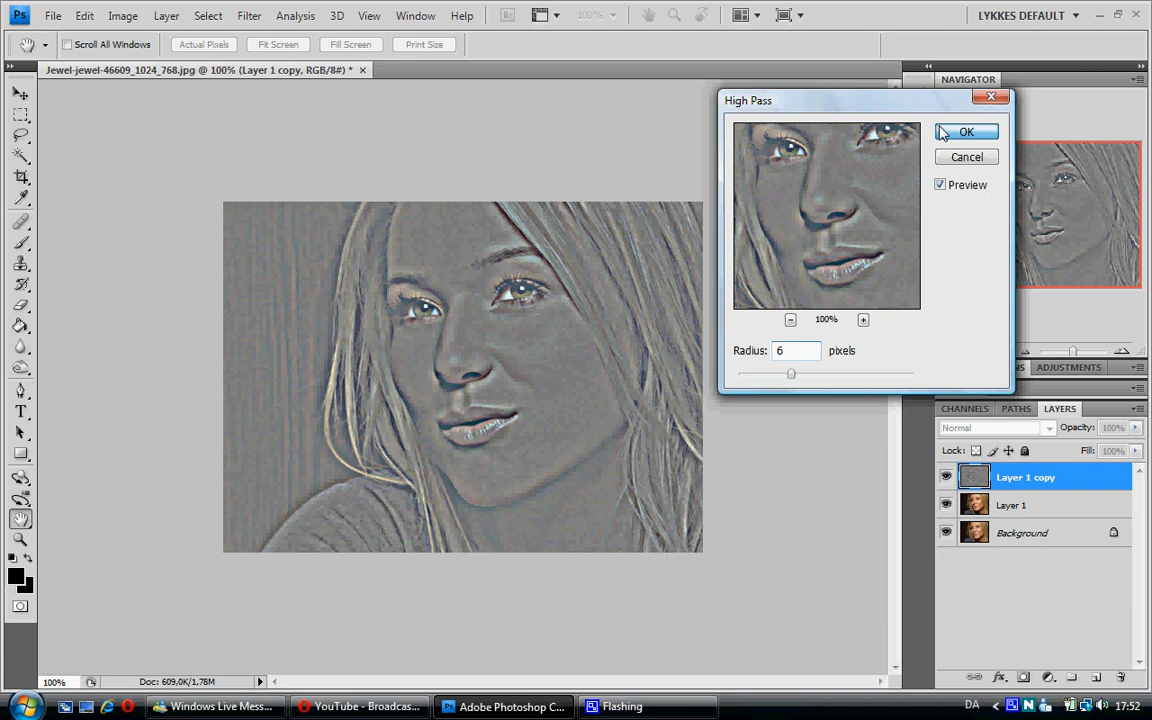 Ps File Edit Image Layer Select Filter Analysis 3D View Window Help Br 100% LYKKES DEFAULT
Scroll All Windows Actual Pixels Fit Screen Fill Screen Print Size
Jewel-jewel-46609_1024_768.jpg @ 100% (Layer 1 copy, RGB/8#) *
NAVIGATOR
High Pass
OK
Cancel
Preview
100%
Radius: 6 pixels
ADJUSTMENTS
CHANNELS PATHS LAYERS
Normal Opacity: 100%
Lock: Fill: 100%
Layer 1 copy
Layer 1
Background
100% Doc: 609,0K/1,78M
Windows Live Mess... YouTube - Broadcas... Adobe Photoshop C... Flashing DA 17:52